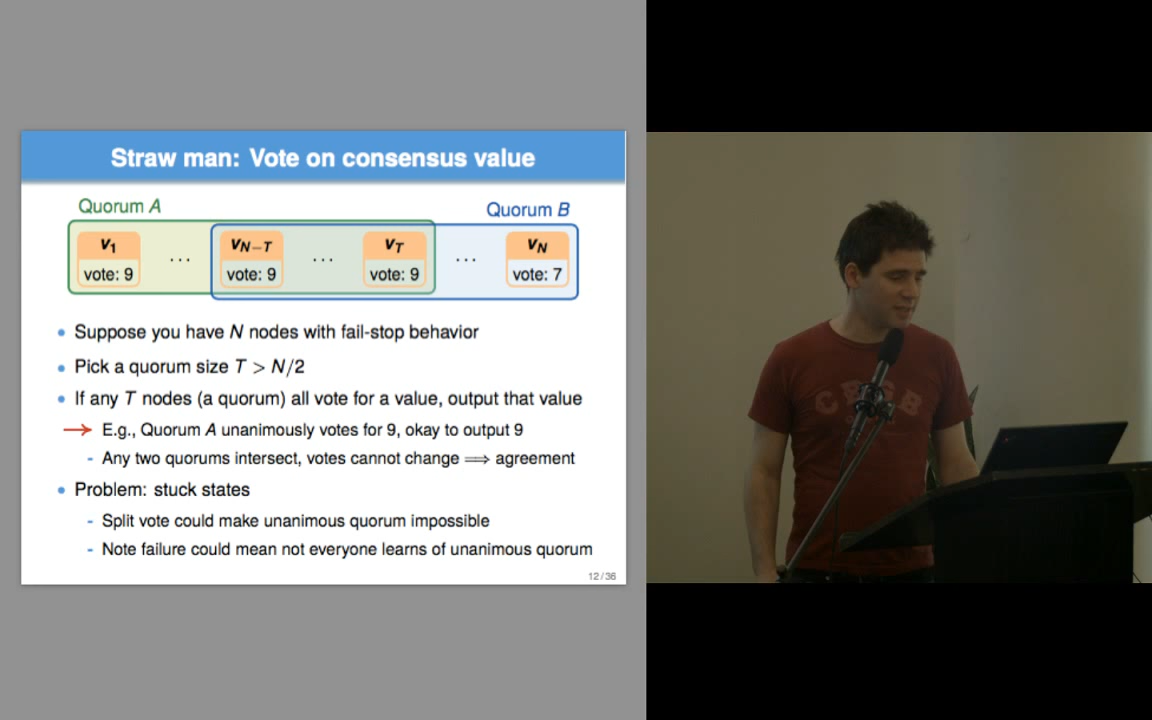 Straw man: Vote on consensus value
Quorum A
Quorum B
v1 ... vN−T ... vT ... vN
vote: 9 vote: 9 vote: 9 vote: 7
• Suppose you have N nodes with fail-stop behavior
• Pick a quorum size T > N/2
• If any T nodes (a quorum) all vote for a value, output that value
→ E.g., Quorum A unanimously votes for 9, okay to output 9
- Any two quorums intersect, votes cannot change ⟹ agreement
• Problem: stuck states
- Split vote could make unanimous quorum impossible
- Note failure could mean not everyone learns of unanimous quorum
12/36